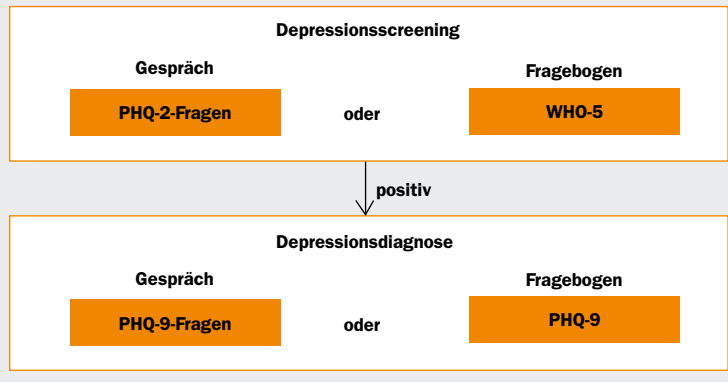 Depressionsscreening
Gespräch
Fragebogen
PHQ-2-Fragen
oder
WHO-5
positiv
Depressionsdiagnose
Gespräch
Fragebogen
PHQ-9-Fragen
oder
PHQ-9